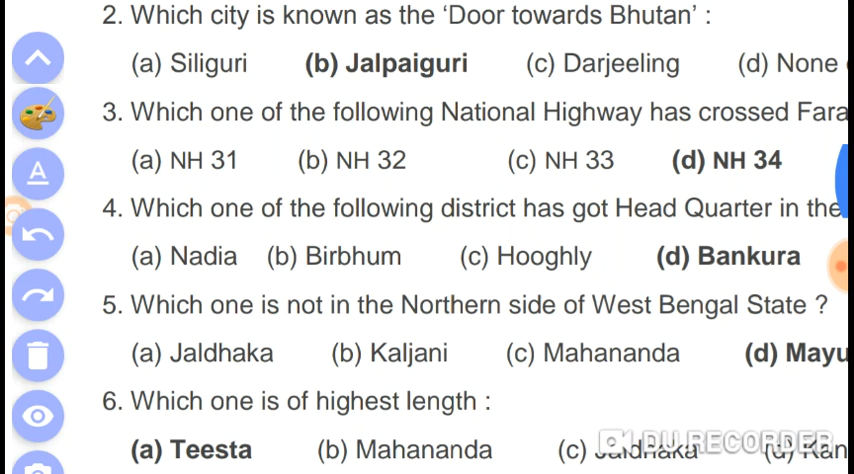 2. Which city is known as the ‘Door towards Bhutan’ :
(a) Siliguri (b) Jalpaiguri (c) Darjeeling (d) None
3. Which one of the following National Highway has crossed Fara
(a) NH 31 (b) NH 32 (c) NH 33 (d) NH 34
4. Which one of the following district has got Head Quarter in the
(a) Nadia (b) Birbhum (c) Hooghly (d) Bankura
5. Which one is not in the Northern side of West Bengal State ?
(a) Jaldhaka (b) Kaljani (c) Mahananda (d) Mayu
6. Which one is of highest length :
(a) Teesta (b) Mahananda (c) Jaldhaka (d) Kan
DU RECORDER
A